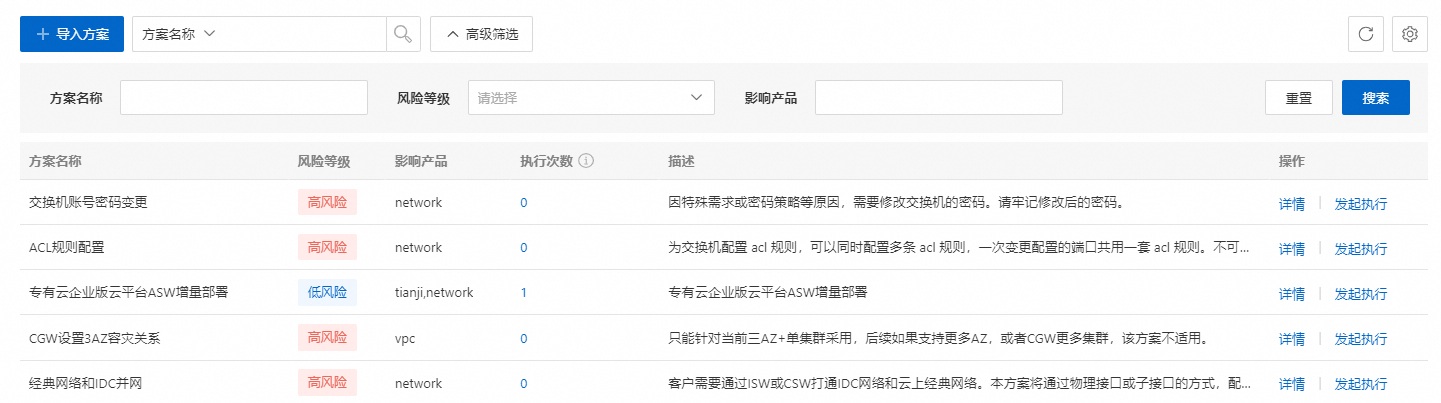 导入方案 方案名称 高级筛选
方案名称 风险等级 请选择 影响产品 重置 搜索
方案名称 风险等级 影响产品 执行次数 描述 操作
交换机账号密码变更 高风险 network 0 因特殊需求或密码策略等原因，需要修改交换机的密码。请牢记修改后的密码。 详情 发起执行
ACL规则配置 高风险 network 0 为交换机配置 acl 规则，可以同时配置多条 acl 规则，一次变更配置的端口共用一套 acl 规则。不可... 详情 发起执行
专有云企业版云平台ASW增量部署 低风险 tianji,network 1 专有云企业版云平台ASW增量部署 详情 发起执行
CGW设置3AZ容灾关系 高风险 vpc 0 只能针对当前三AZ+单集群采用，后续如果支持更多AZ，或者CGW更多集群，该方案不适用。 详情 发起执行
经典网络和IDC并网 高风险 network 0 客户需要通过ISW或CSW打通IDC网络和云上经典网络。本方案将通过物理接口或子接口的方式，配... 详情 发起执行